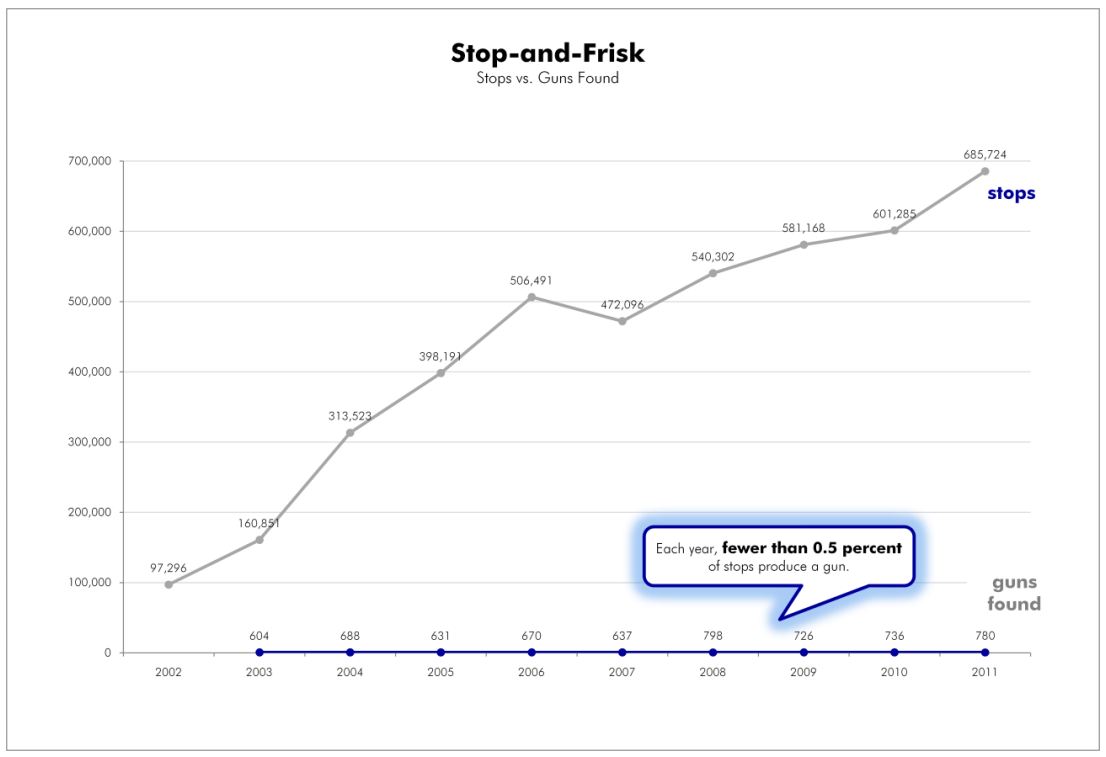 Stop-and-Frisk
Stops vs. Guns Found
700,000
600,000
500,000
400,000
300,000
200,000
100,000
0
97,296
160,851
313,523
398,191
506,491
472,096
540,302
581,168
601,285
685,724
stops
Each year, fewer than 0.5 percent
of stops produce a gun.
guns
found
604 688 631 670 637 798 726 736 780
2002 2003 2004 2005 2006 2007 2008 2009 2010 2011